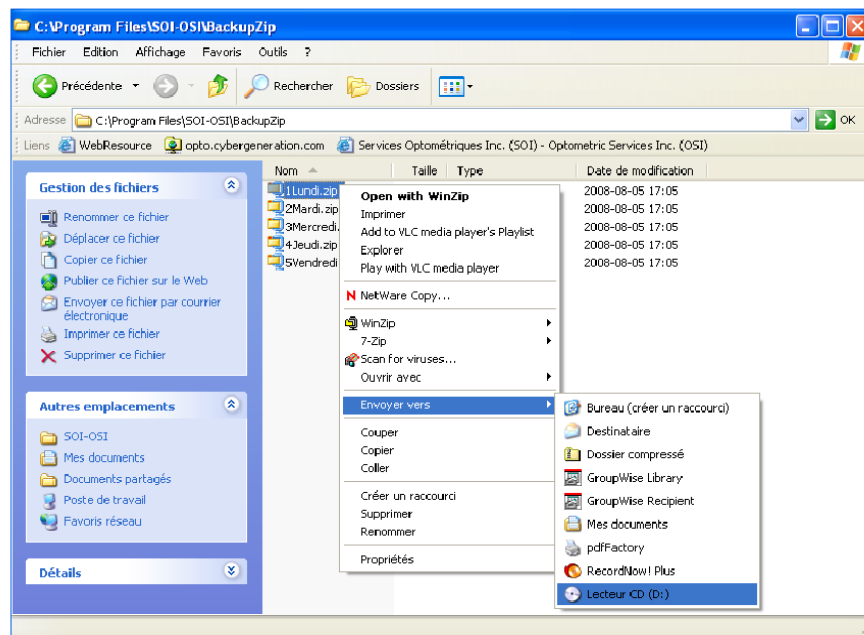 C:\Program Files\SOI-OSI\BackupZip
Fichier Edition Affichage Favoris Outils ?
Précédente Rechercher Dossiers
Adresse C:\Program Files\SOI-OSI\BackupZip OK
Liens WebResource opto.cybergeneration.com Services Optométriques Inc. (SOI) - Optometric Services Inc. (OSI)
Gestion des fichiers
Renommer ce fichier
Déplacer ce fichier
Copier ce fichier
Publier ce fichier sur le Web
Envoyer ce fichier par courrier
électronique
Imprimer ce fichier
Supprimer ce fichier
Autres emplacements
SOI-OSI
Mes documents
Documents partagés
Poste de travail
Favoris réseau
Détails
Nom Taille Type Date de modification
1Lundi.zip 2008-08-05 17:05
2Mardi.zip 2008-08-05 17:05
3Mercredi. 2008-08-05 17:05
4Jeudi.zip 2008-08-05 17:05
5Vendredi 2008-08-05 17:05
Open with WinZip
Imprimer
Add to VLC media player's Playlist
Explorer
Play with VLC media player
NetWare Copy...
WinZip
7-Zip
Scan for viruses...
Ouvrir avec
Envoyer vers
Couper
Copier
Coller
Créer un raccourci
Supprimer
Renommer
Propriétés
Bureau (créer un raccourci)
Destinataire
Dossier compressé
GroupWise Library
GroupWise Recipient
Mes documents
pdfFactory
RecordNow! Plus
Lecteur CD (D:)